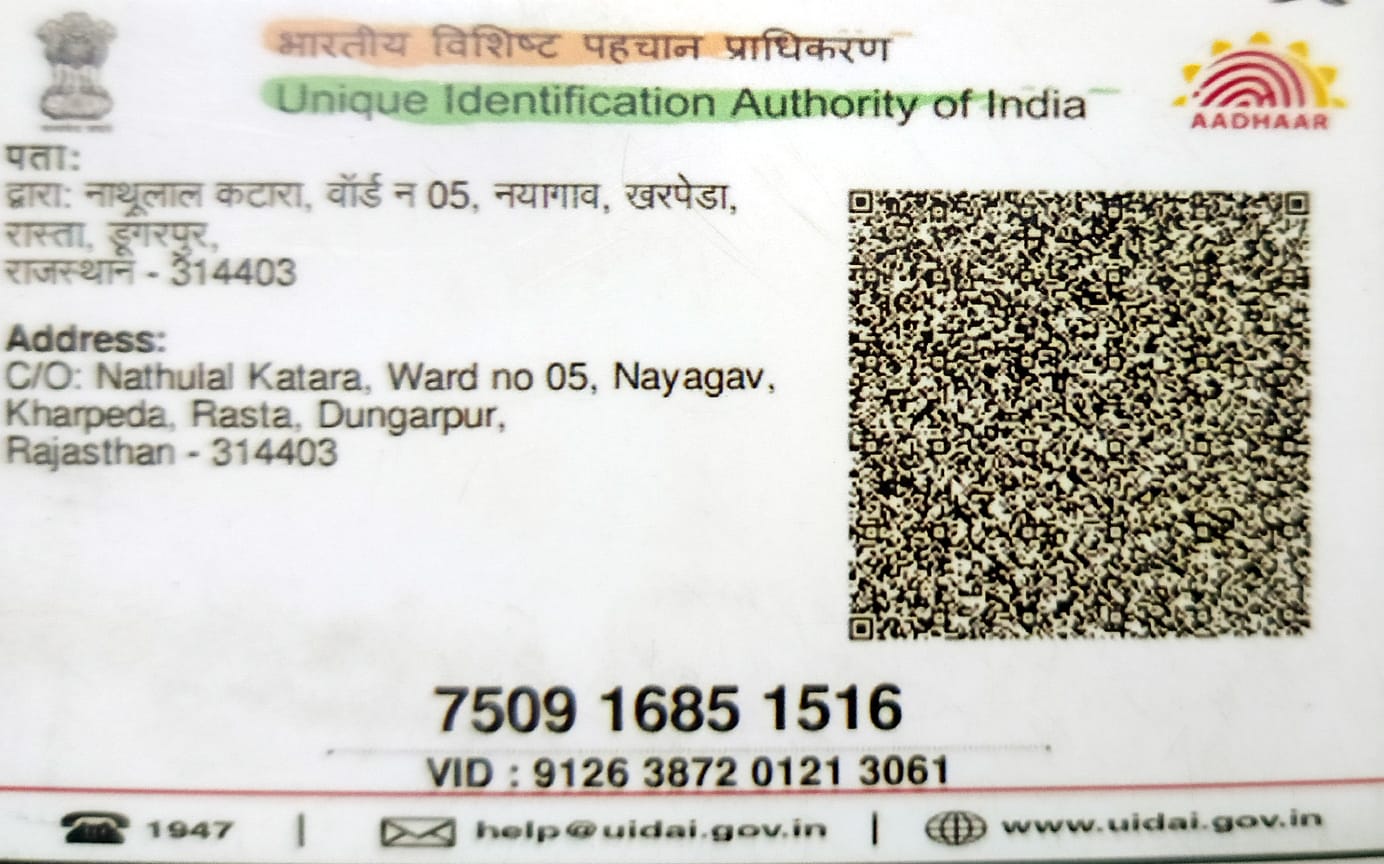 भारतीय विशिष्ट पहचान प्राधिकरण
Unique Identification Authority of India
AADHAAR
पता:
द्वारा: नाथूलाल कटारा, वॉर्ड न 05, नयागाव, खरपेडा,
रास्ता, डूंगरपुर,
राजस्थान - 314403
Address:
C/O: Nathulal Katara, Ward no 05, Nayagav,
Kharpeda, Rasta, Dungarpur,
Rajasthan - 314403
7509 1685 1516
VID : 9126 3872 0121 3061
1947 | help@uidai.gov.in | www.uidai.gov.in